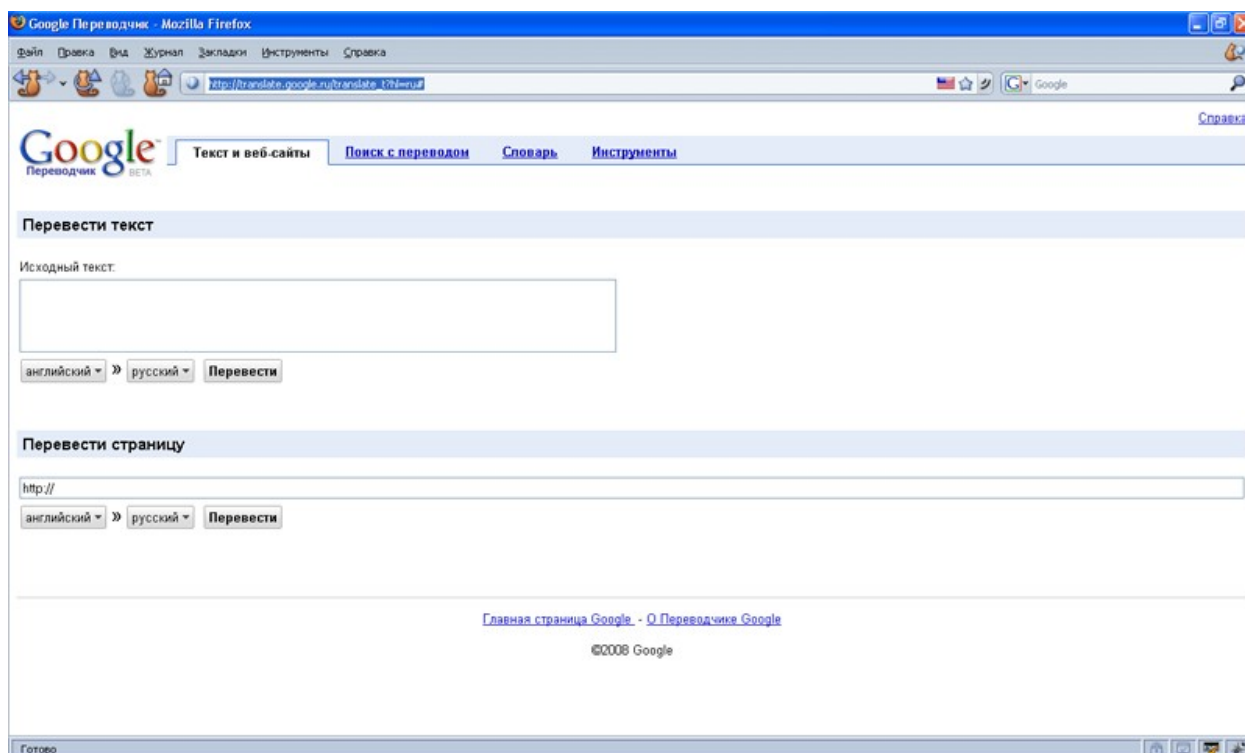 Google Переводчик - Mozilla Firefox
Файл Правка Вид Журнал Закладки Инструменты Справка
http://translate.google.ru/translate_t?hl=ru# Google
Справка
Google Переводчик BETA
Текст и веб-сайты Поиск с переводом Словарь Инструменты
Перевести текст
Исходный текст:
английский » русский Перевести
Перевести страницу
http://
английский » русский Перевести
Главная страница Google - О Переводчике Google
©2008 Google
Готово